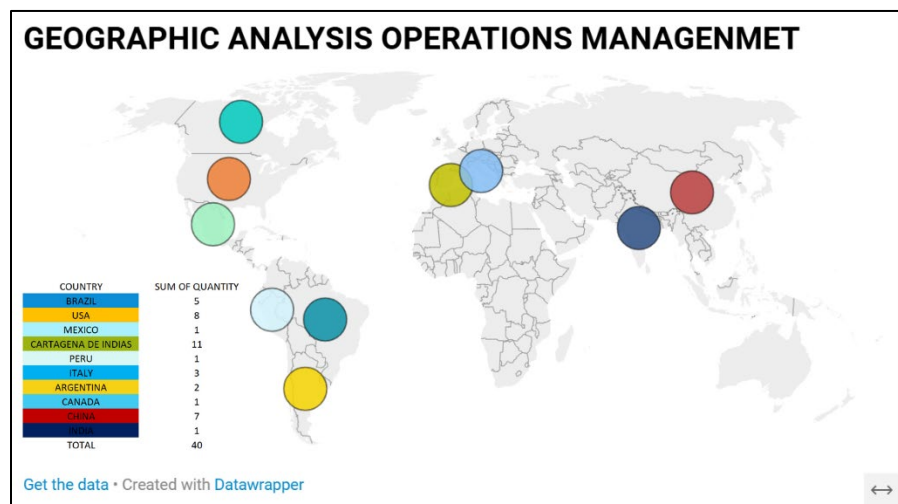 GEOGRAPHIC ANALYSIS OPERATIONS MANAGENMET
COUNTRY SUM OF QUANTITY
BRAZIL 5
USA 8
MEXICO 1
CARTAGENA DE INDIAS 11
PERU 1
ITALY 3
ARGENTINA 2
CANADA 1
CHINA 7
INDIA 1
TOTAL 40
Get the data • Created with Datawrapper